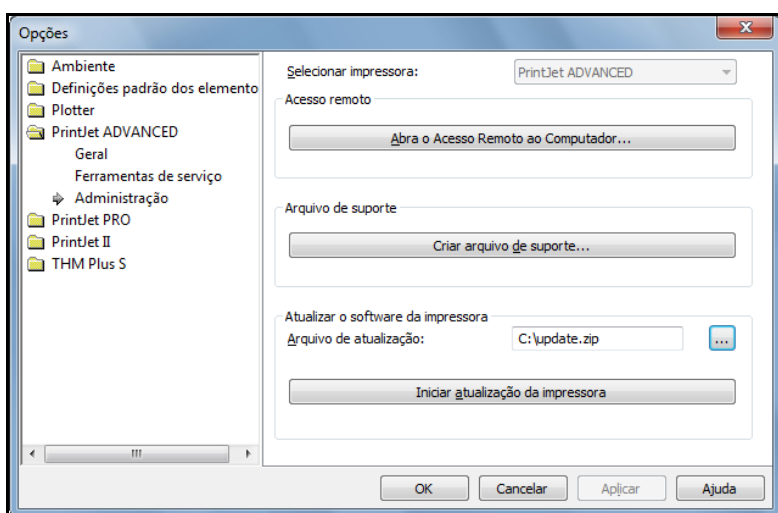 Opções
Ambiente
Definições padrão dos elemento
Plotter
PrintJet ADVANCED
Geral
Ferramentas de serviço
Administração
PrintJet PRO
PrintJet II
THM Plus S
Selecionar impressora:
PrintJet ADVANCED
Acesso remoto
Abra o Acesso Remoto ao Computador...
Arquivo de suporte
Criar arquivo de suporte...
Atualizar o software da impressora
Arquivo de atualização:
C:\update.zip
...
Iniciar atualização da impressora
OK
Cancelar
Aplicar
Ajuda